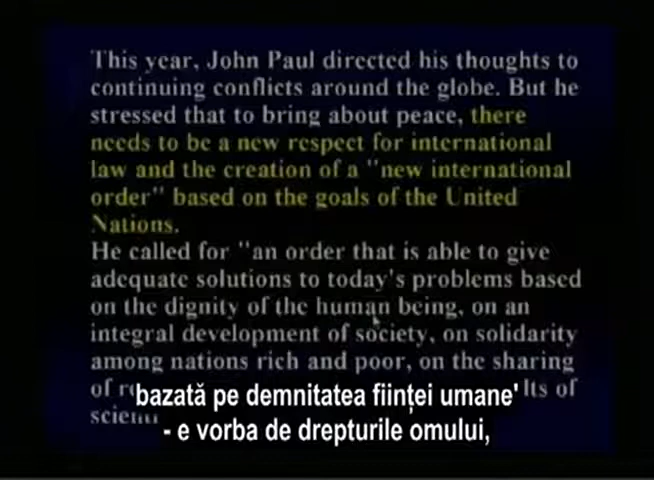 This year, John Paul directed his thoughts to
continuing conflicts around the globe. But he
stressed that to bring about peace, there
needs to be a new respect for international
law and the creation of a "new international
order" based on the goals of the United
Nations.
He called for "an order that is able to give
adequate solutions to today's problems based
on the dignity of the human being, on an
integral development of society, on solidarity
among nations rich and poor, on the sharing
of
bazată pe demnitatea ființei umane'
lts of
- e vorba de drepturile omului,